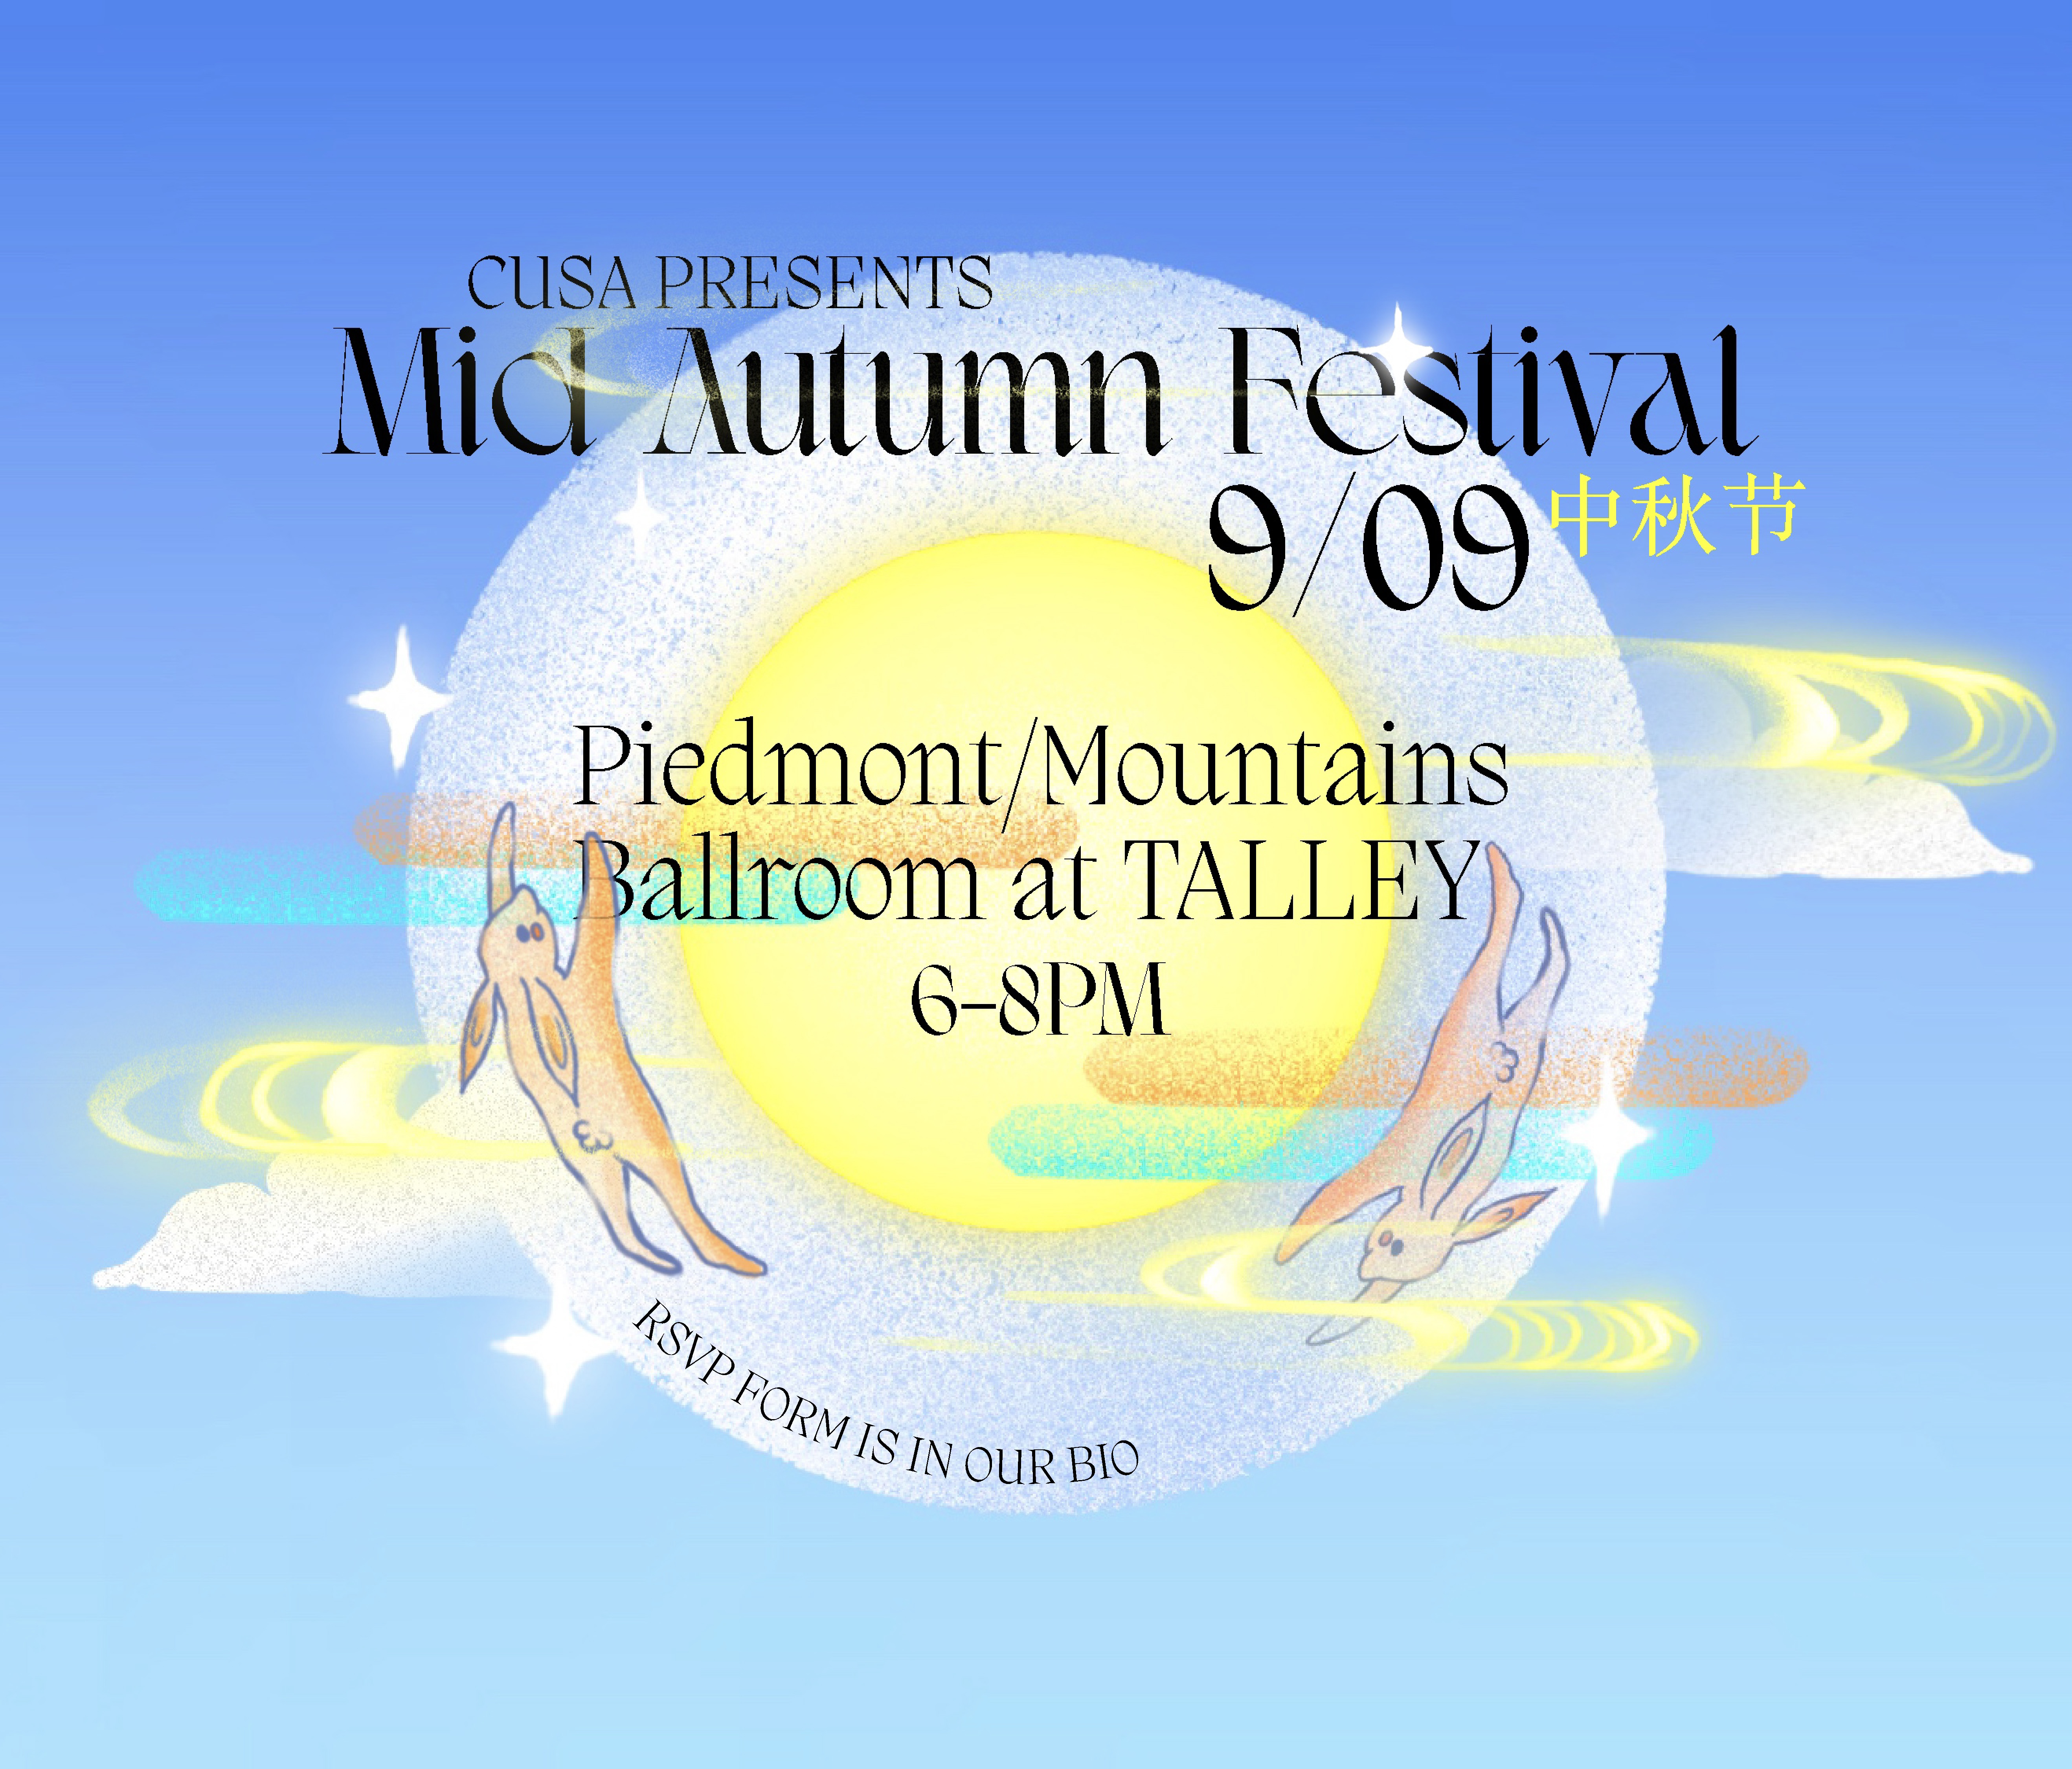 CUSA PRESENTS
Mid Autumn Festival
9/09
中秋节
Piedmont/Mountains
Ballroom at TALLEY
6-8PM
RSVP FORM IS IN OUR BIO